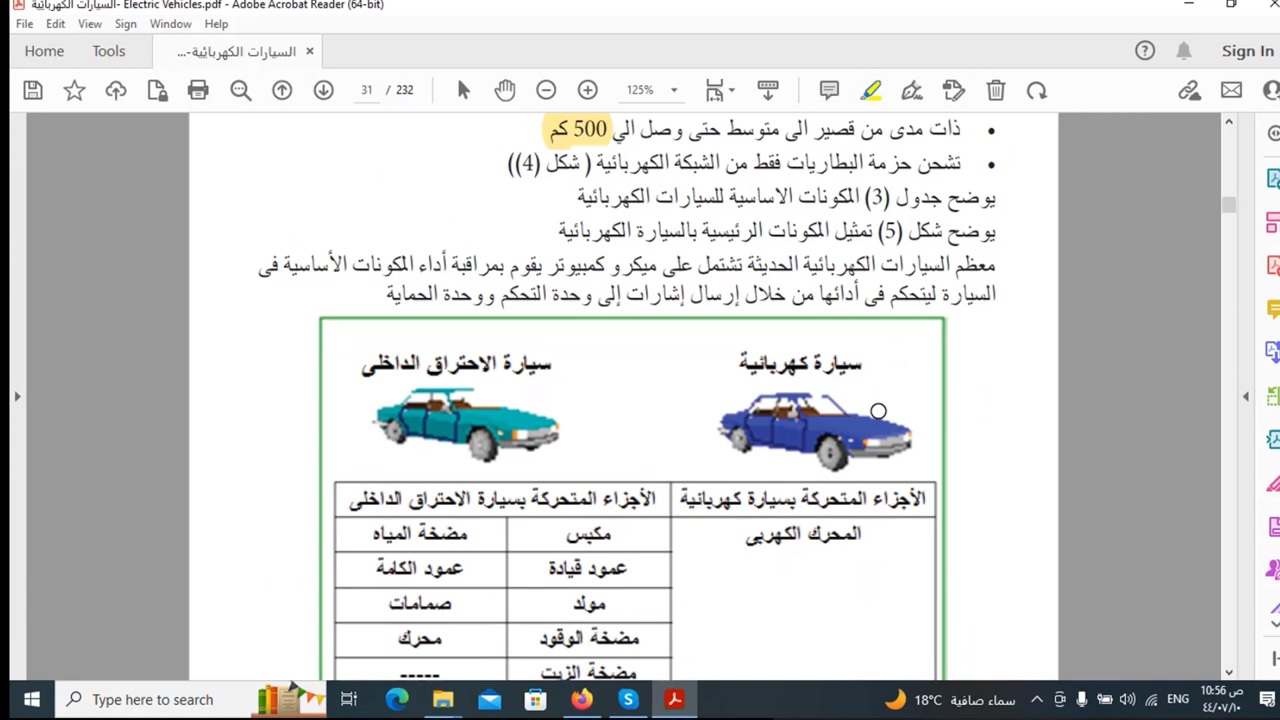 السيارات الكهربائية- Electric Vehicles.pdf - Adobe Acrobat Reader (64-bit)
File Edit View Sign Window Help
Home Tools السيارات الكهربائية-... × Sign In
31 / 232 125%
• ذات مدى من قصير الى متوسط حتى وصل الي 500 كم
• تشحن حزمة البطاريات فقط من الشبكة الكهربائية ( شكل (4))
يوضح جدول (3) المكونات الاساسية للسيارات الكهربائية
يوضح شكل (5) تمثيل المكونات الرئيسية بالسيارة الكهربائية
معظم السيارات الكهربائية الحديثة تشتمل على ميكرو كمبيوتر يقوم بمراقبة أداء المكونات الأساسية فى
السيارة ليتحكم فى أدائها من خلال إرسال إشارات إلى وحدة التحكم ووحدة الحماية
سيارة كهربائية سيارة الاحتراق الداخلى
الأجزاء المتحركة بسيارة كهربائية الأجزاء المتحركة بسيارة الاحتراق الداخلى
المحرك الكهربى مكبس مضخة المياه
عمود قيادة عمود الكامة
مولد صمامات
مضخة الوقود محرك
مضخة الزيت -----
Type here to search 18°C سماء صافية ENG 10:56 ص
٤٤/٠٧/١٠